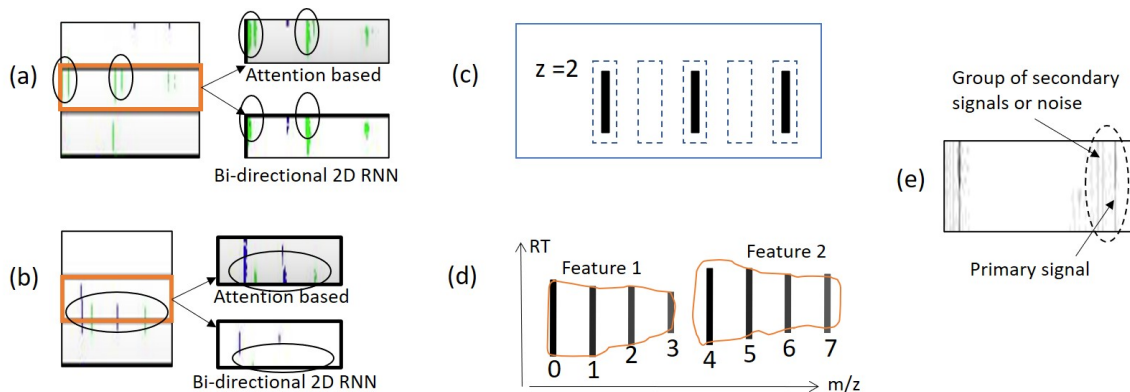 (a)
Attention based
Bi-directional 2D RNN
(b)
Attention based
Bi-directional 2D RNN
(c)
z =2
(d)
RT
Feature 1
Feature 2
0 1 2 3 4 5 6 7
m/z
(e)
Group of secondary
signals or noise
Primary signal